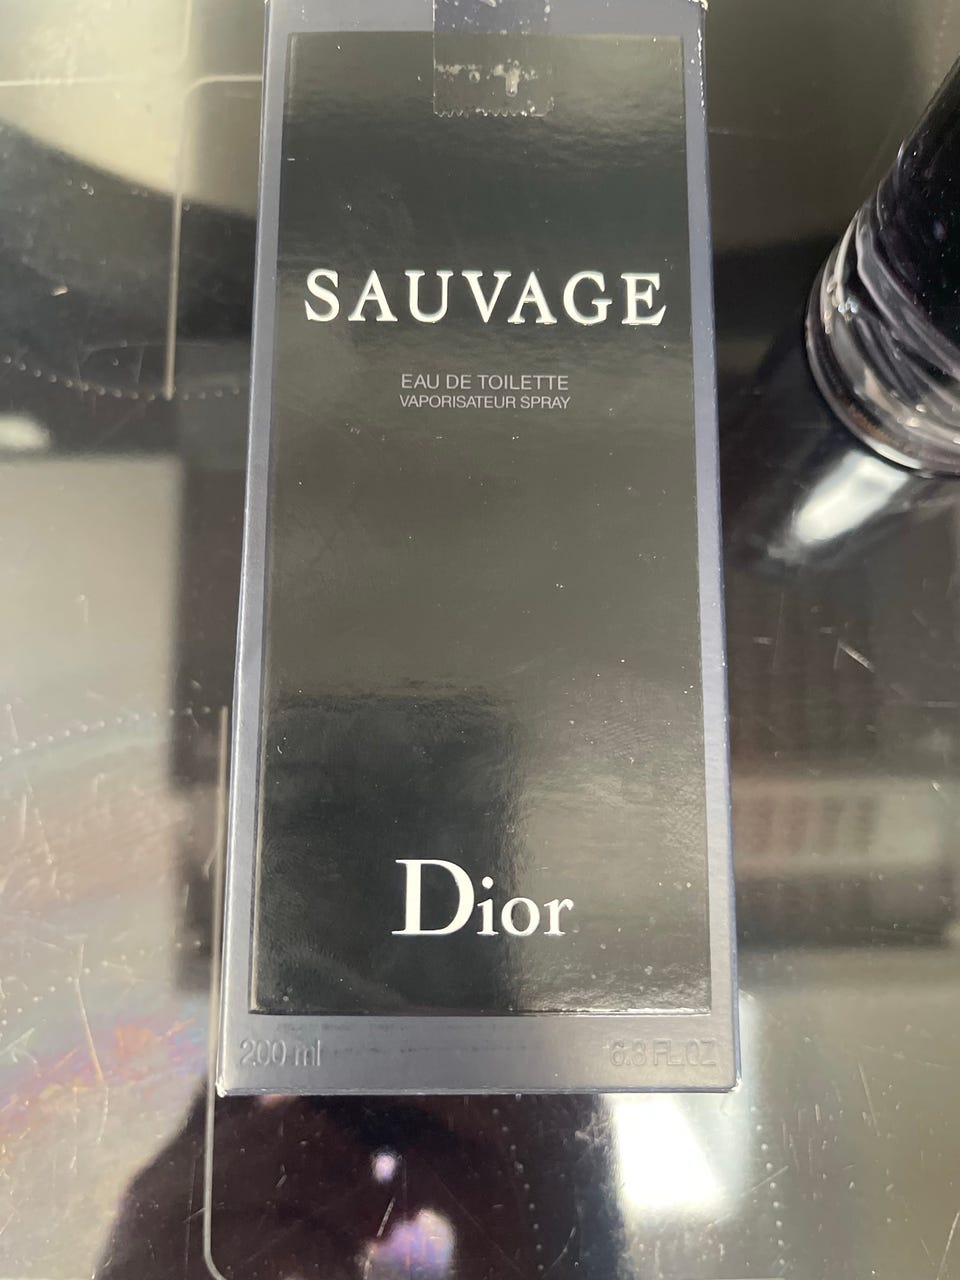 SAUVAGE
EAU DE TOILETTE
VAPORISATEUR SPRAY
Dior
200 ml 6.8 FL.OZ